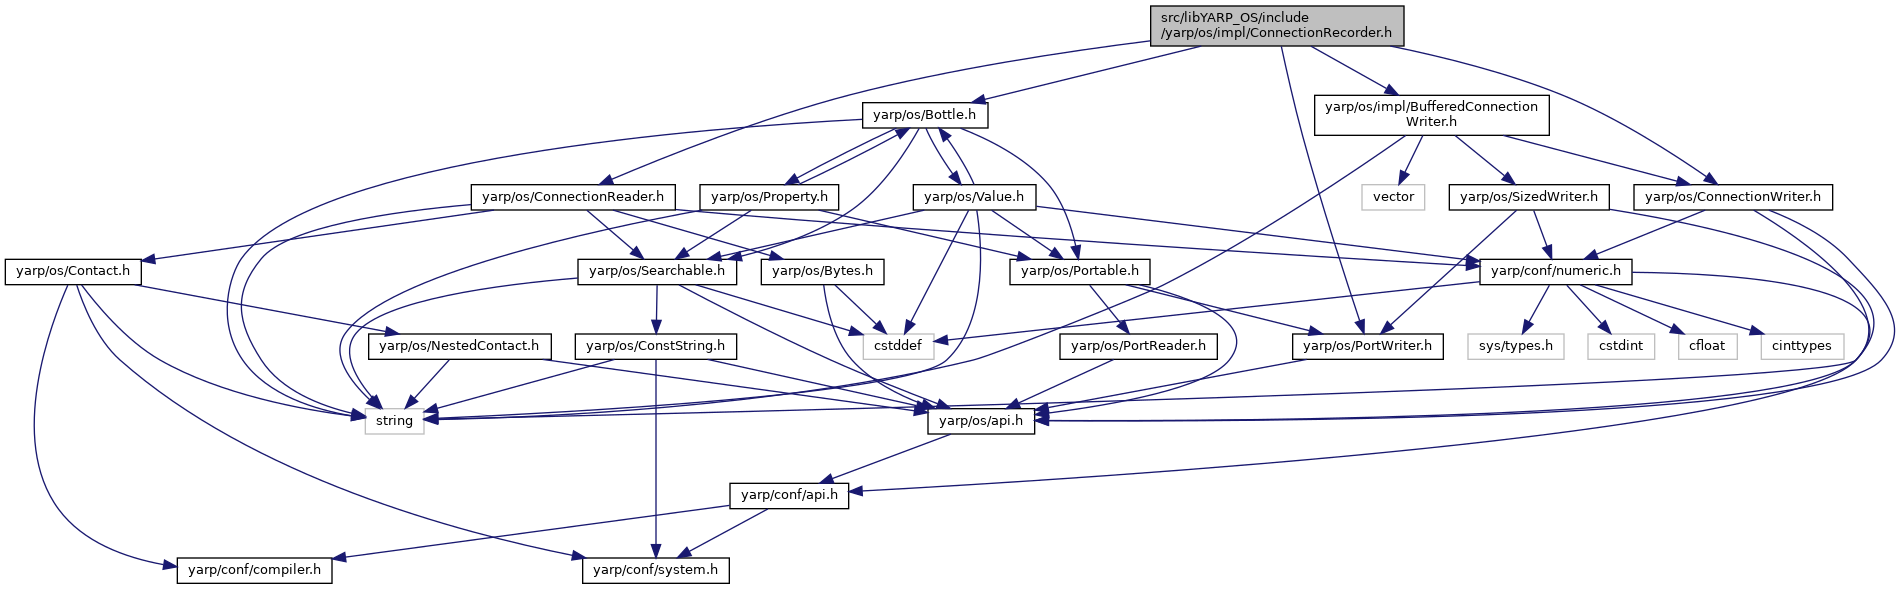 src/libYARP_OS/include
/yarp/os/impl/ConnectionRecorder.h
yarp/os/Bottle.h
yarp/os/impl/BufferedConnection
Writer.h
yarp/os/ConnectionReader.h
yarp/os/Property.h
yarp/os/Value.h
vector
yarp/os/SizedWriter.h
yarp/os/ConnectionWriter.h
yarp/os/Contact.h
yarp/os/Searchable.h
yarp/os/Bytes.h
yarp/os/Portable.h
yarp/conf/numeric.h
yarp/os/NestedContact.h
yarp/os/ConstString.h
cstddef
yarp/os/PortReader.h
yarp/os/PortWriter.h
sys/types.h
cstdint
cfloat
cinttypes
string
yarp/os/api.h
yarp/conf/api.h
yarp/conf/compiler.h
yarp/conf/system.h